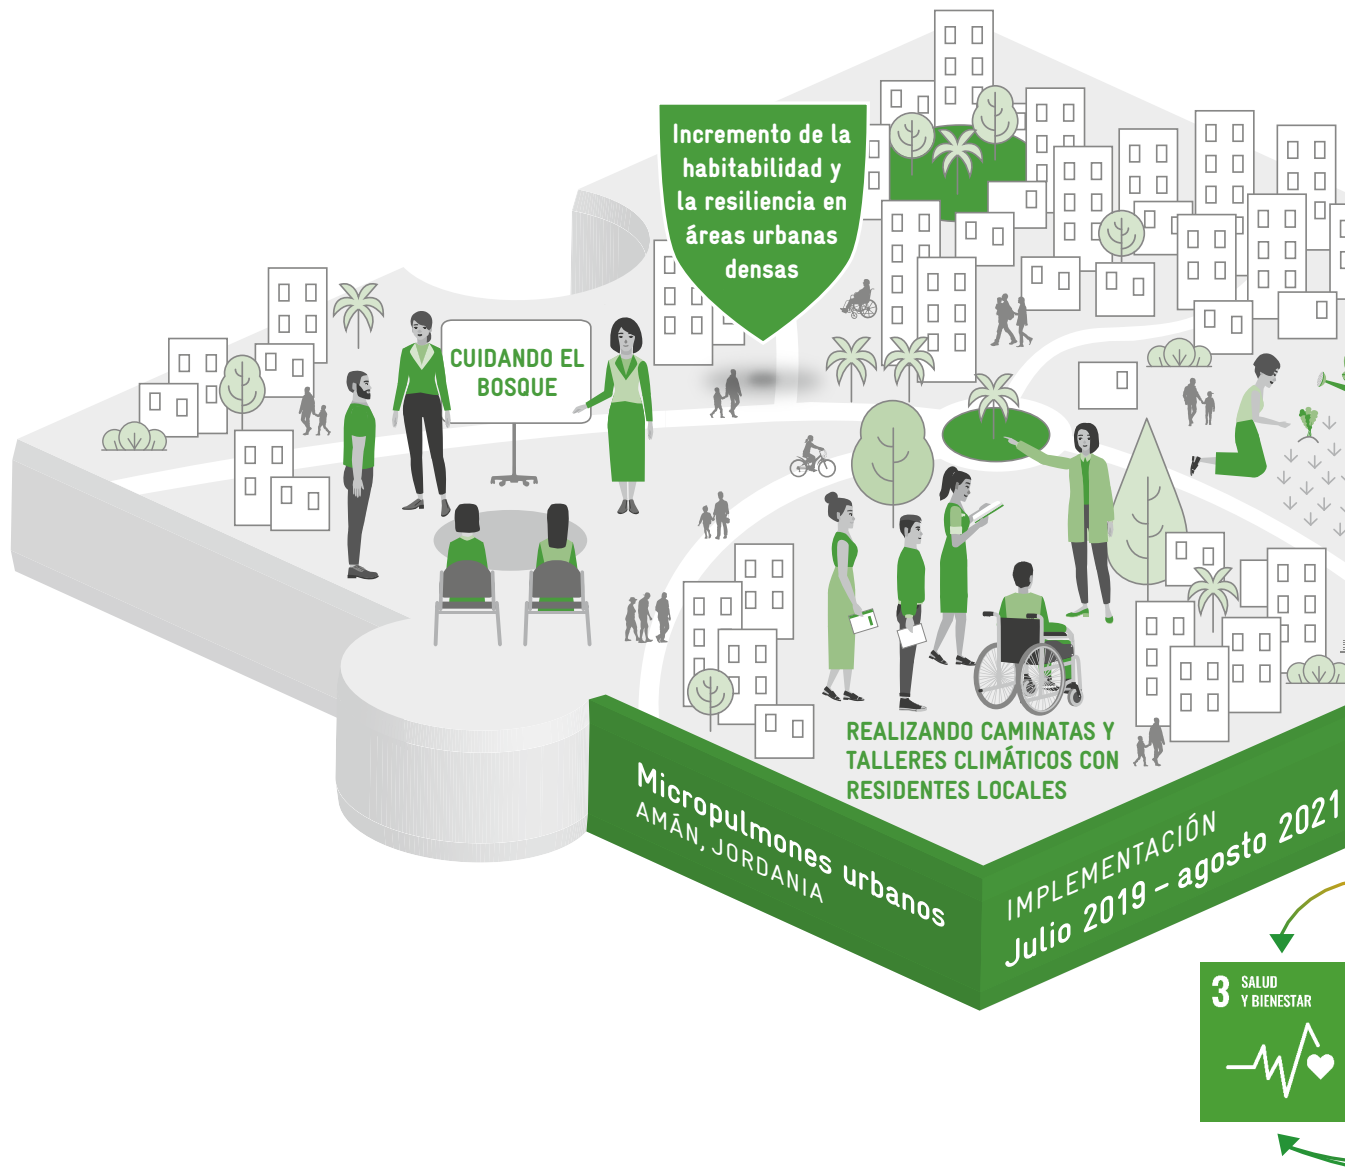 Incremento de la
habitabilidad y
la resiliencia en
áreas urbanas
densas
CUIDANDO EL
BOSQUE
REALIZANDO CAMINATAS Y
TALLERES CLIMÁTICOS CON
RESIDENTES LOCALES
Micropulmones urbanos
AMÁN, JORDANIA
IMPLEMENTACIÓN
Julio 2019 – agosto 2021
3 SALUD
Y BIENESTAR